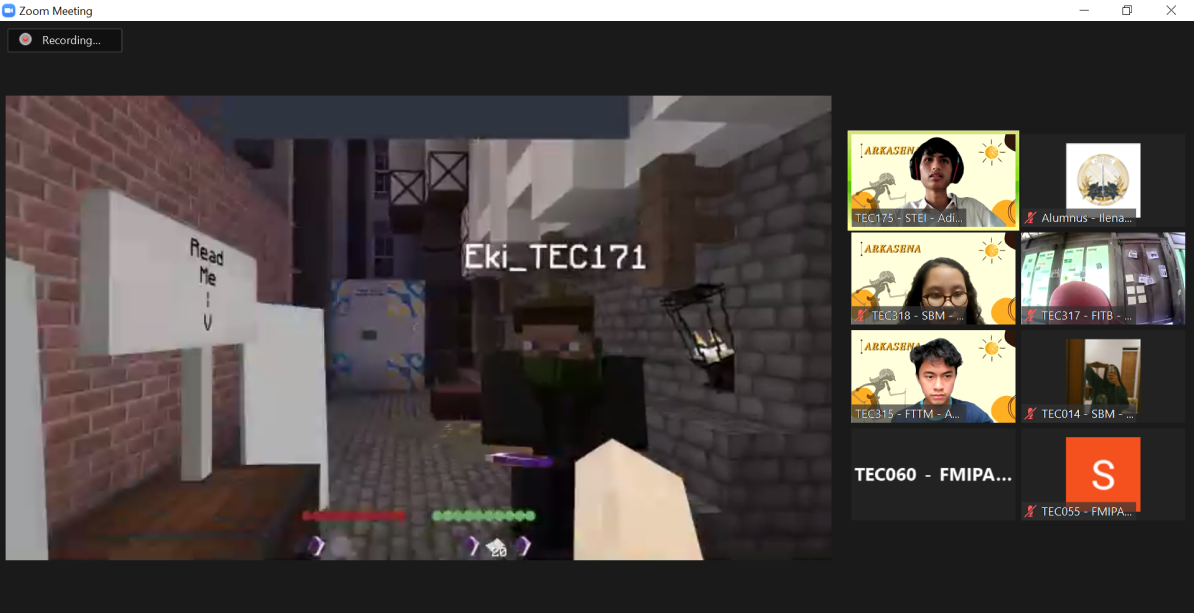 Zoom Meeting
Recording...
Read
Me
|
V
Eki_TEC171
20
ARKASENA
TEC175 - STEI - Adi...
Alumnus - Ilena...
ARKASENA
TEC318 - SBM - ...
TEC317 - FITB - ...
ARKASENA
TEC315 - FTTM - A...
TEC014 - SBM - ...
TEC060 - FMIPA...
S
TEC055 - FMIPA...